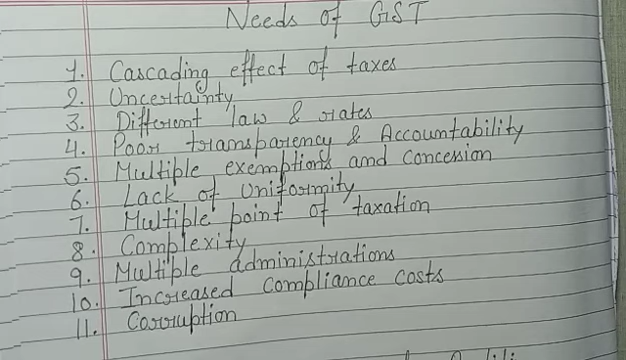 Needs of GST
1. Cascading effect of taxes
2. Uncertainty
3. Different law & rates
4. Poor transparency & Accountability
5. Multiple exemptions and concession
6. Lack of Uniformity
7. Multiple point of taxation
8. Complexity
9. Multiple administrations
10. Increased compliance costs
11. Corruption